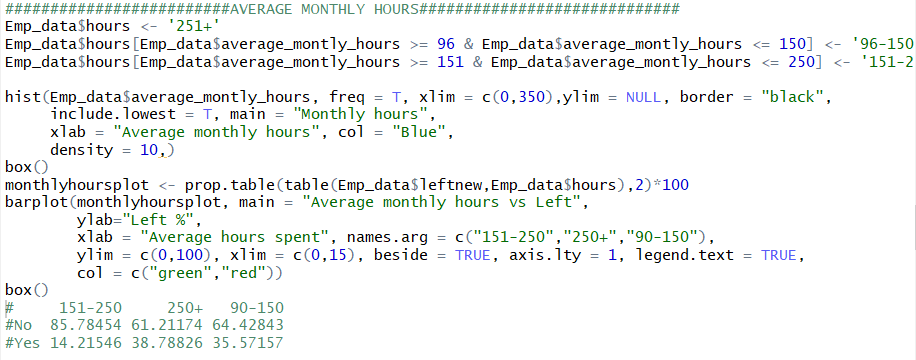 ##########################AVERAGE MONTHLY HOURS##############################
Emp_data$hours <- '251+'
Emp_data$hours[Emp_data$average_montly_hours >= 96 & Emp_data$average_montly_hours <= 150] <- '96-150
Emp_data$hours[Emp_data$average_montly_hours >= 151 & Emp_data$average_montly_hours <= 250] <- '151-2
hist(Emp_data$average_montly_hours, freq = T, xlim = c(0,350),ylim = NULL, border = "black",
     include.lowest = T, main = "Monthly hours",
     xlab = "Average monthly hours", col = "Blue",
     density = 10,)
box()
monthlyhoursplot <- prop.table(table(Emp_data$leftnew,Emp_data$hours),2)*100
barplot(monthlyhoursplot, main = "Average monthly hours vs Left",
        ylab="Left %",
        xlab = "Average hours spent", names.arg = c("151-250","250+","90-150"),
        ylim = c(0,100), xlim = c(0,15), beside = TRUE, axis.lty = 1, legend.text = TRUE,
        col = c("green","red"))
box()
#     151-250     250+   90-150
#No  85.78454 61.21174 64.42843
#Yes 14.21546 38.78826 35.57157